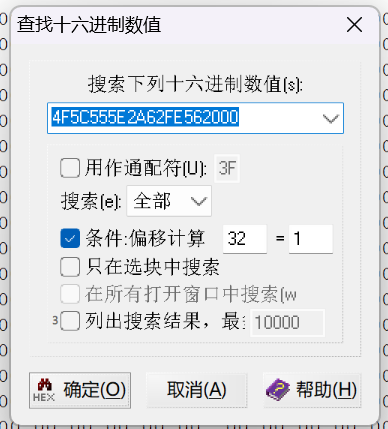 查找十六进制数值
搜索下列十六进制数值(s):
4F5C555E2A62FE562000
用作通配符(U): 3F
搜索(e): 全部
条件:偏移计算 32 = 1
只在选块中搜索
在所有打开窗口中搜索(w
3 列出搜索结果，最 10000
HEX 确定(O) 取消(A) 帮助(H)